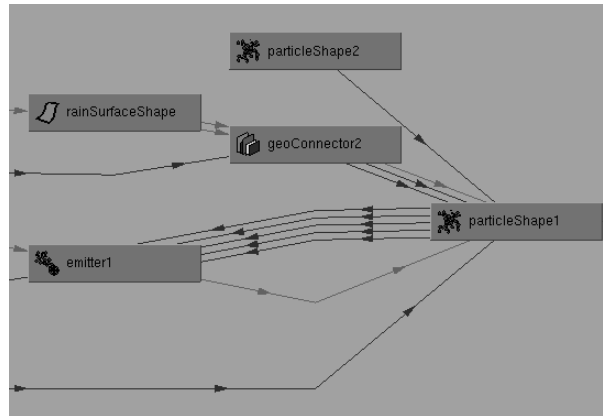 particleShape2
rainSurfaceShape
geoConnector2
particleShape1
emitter1